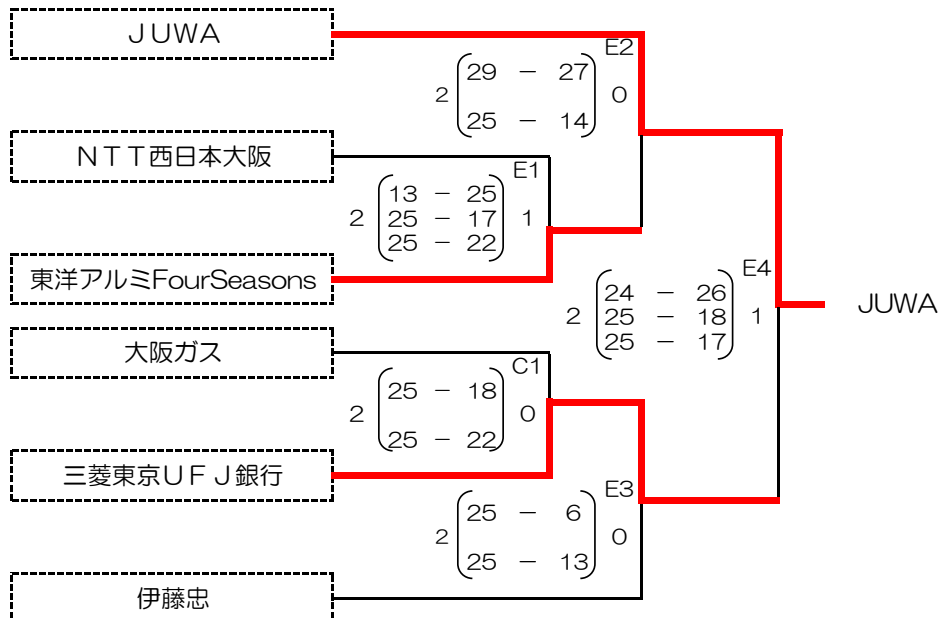 JUWA
E2
29 － 27
2 0
25 － 14
ＮＴＴ西日本大阪
E1
13 － 25
2 25 － 17 1
25 － 22
東洋アルミFourSeasons
E4
24 － 26
2 25 － 18 1
25 － 17
JUWA
大阪ガス
C1
25 － 18
2 0
25 － 22
三菱東京ＵＦＪ銀行
E3
25 － 6
2 0
25 － 13
伊藤忠